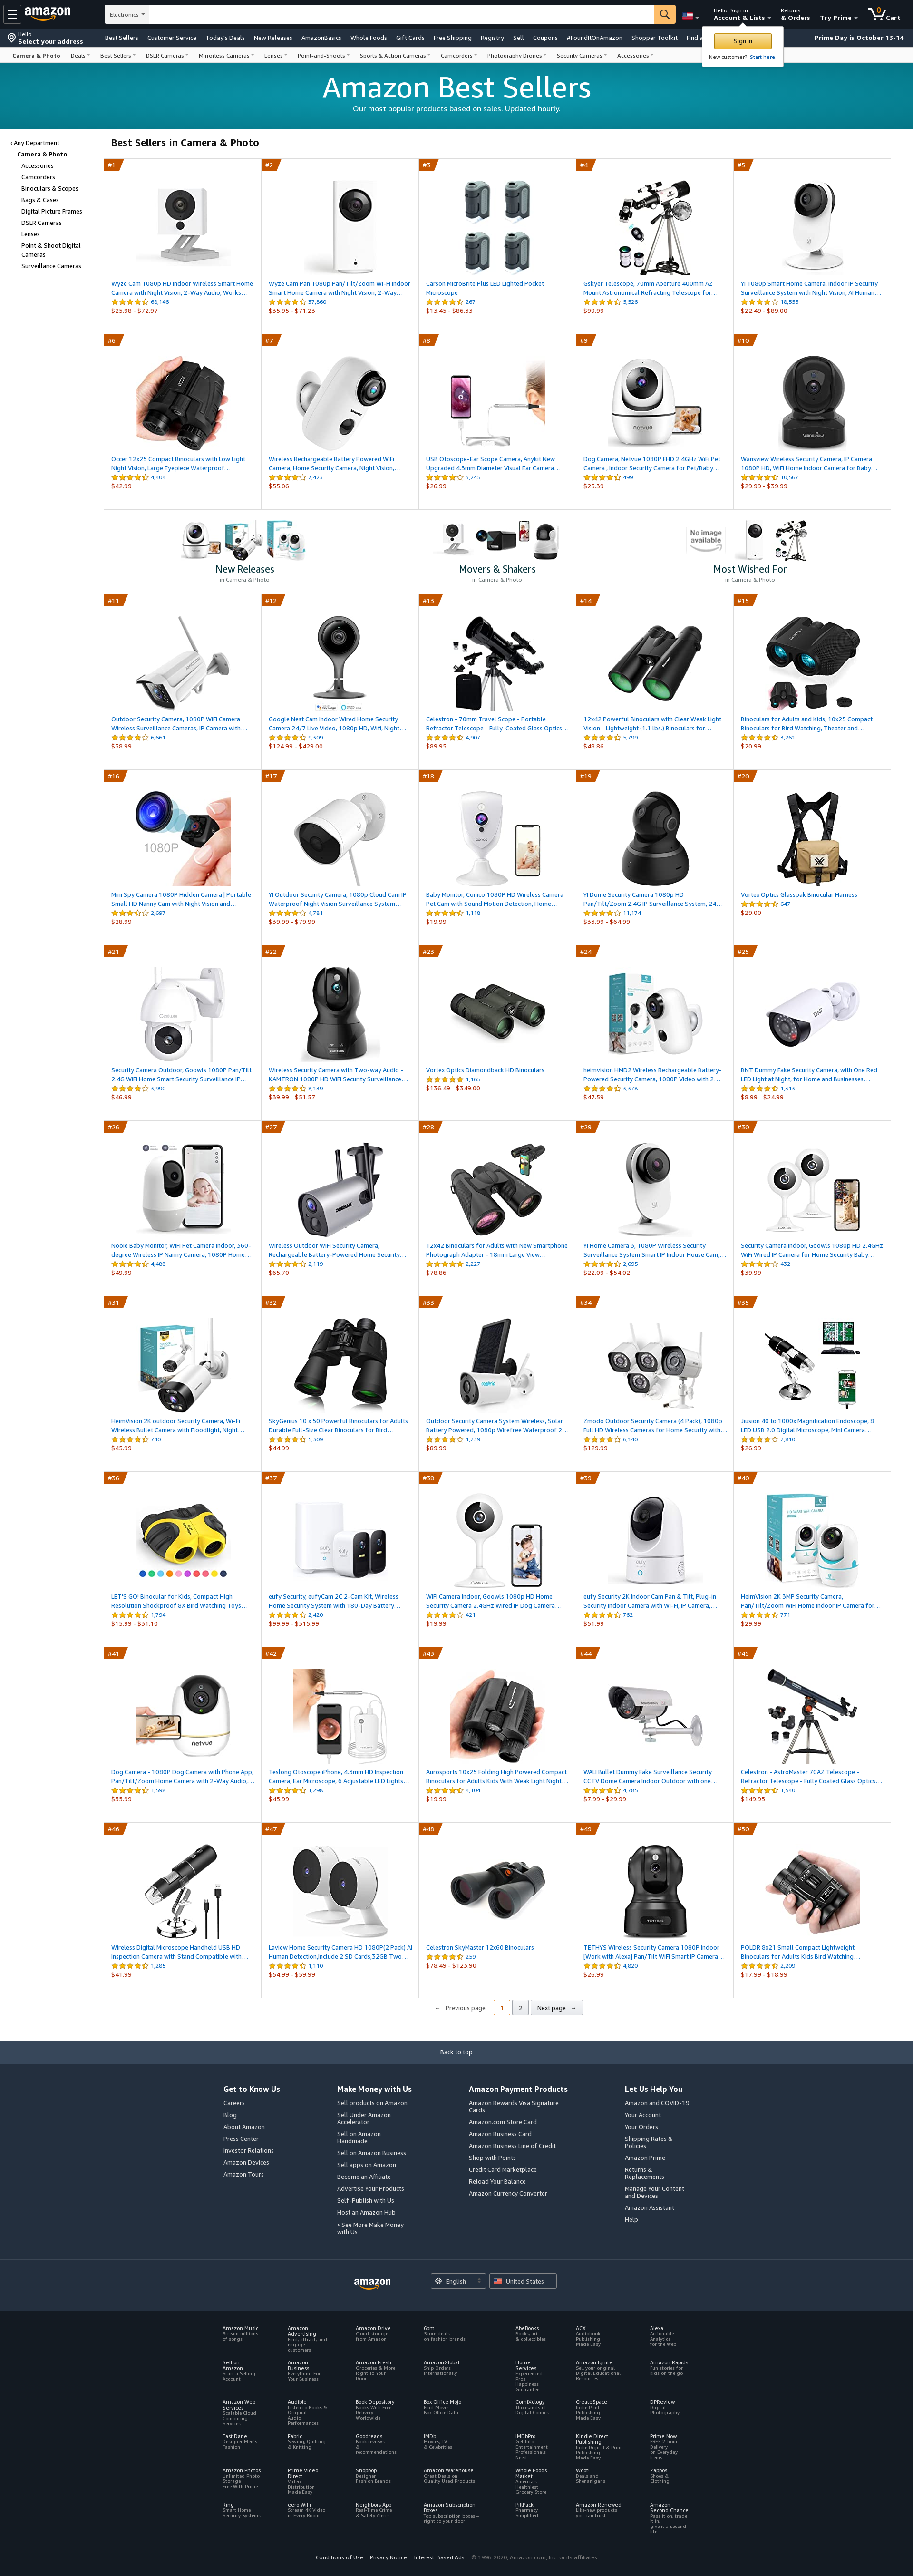 amazon
Electronics
Hello, Sign in
Account & Lists
Returns
& Orders
Try Prime
0
Cart
Hello
Select your address
Best Sellers
Customer Service
Today's Deals
New Releases
AmazonBasics
Whole Foods
Gift Cards
Free Shipping
Registry
Sell
Coupons
#FoundItOnAmazon
Shopper Toolkit
Find a
Prime Day is October 13-14
Sign in
New customer? Start here.
Camera & Photo
Deals
Best Sellers
DSLR Cameras
Mirrorless Cameras
Lenses
Point-and-Shoots
Sports & Action Cameras
Camcorders
Photography Drones
Security Cameras
Accessories
Amazon Best Sellers
Our most popular products based on sales. Updated hourly.
‹ Any Department
Camera & Photo
Accessories
Camcorders
Binoculars & Scopes
Bags & Cases
Digital Picture Frames
DSLR Cameras
Lenses
Point & Shoot Digital
Cameras
Surveillance Cameras
Best Sellers in Camera & Photo
#1
Wyze Cam 1080p HD Indoor Wireless Smart Home
Camera with Night Vision, 2-Way Audio, Works…
68,146
$25.98 - $72.97
#2
Wyze Cam Pan 1080p Pan/Tilt/Zoom Wi-Fi Indoor
Smart Home Camera with Night Vision, 2-Way…
37,860
$35.95 - $71.23
#3
Carson MicroBrite Plus LED Lighted Pocket
Microscope
267
$13.45 - $86.33
#4
Gskyer Telescope, 70mm Aperture 400mm AZ
Mount Astronomical Refracting Telescope for…
5,526
$99.99
#5
YI 1080p Smart Home Camera, Indoor IP Security
Surveillance System with Night Vision, AI Human…
18,555
$22.49 - $89.00
#6
Occer 12x25 Compact Binoculars with Low Light
Night Vision, Large Eyepiece Waterproof…
4,404
$42.99
#7
Wireless Rechargeable Battery Powered WiFi
Camera, Home Security Camera, Night Vision,…
7,423
$55.06
#8
USB Otoscope-Ear Scope Camera, Anykit New
Upgraded 4.3mm Diameter Visual Ear Camera…
3,245
$26.99
#9
netvue
Dog Camera, Netvue 1080P FHD 2.4GHz WiFi Pet
Camera , Indoor Security Camera for Pet/Baby…
499
$25.39
#10
wansview
Wansview Wireless Security Camera, IP Camera
1080P HD, WiFi Home Indoor Camera for Baby…
10,567
$29.99 - $39.99
New Releases
in Camera & Photo
Movers & Shakers
in Camera & Photo
No image
available
Most Wished For
in Camera & Photo
#11
Outdoor Security Camera, 1080P WiFi Camera
Wireless Surveillance Cameras, IP Camera with…
6,661
$38.99
#12
Google Nest Cam Indoor Wired Home Security
Camera 24/7 Live Video, 1080p HD, Wifi, Night…
9,309
$124.99 - $429.00
#13
Celestron - 70mm Travel Scope - Portable
Refractor Telescope - Fully-Coated Glass Optics…
4,907
$89.95
#14
12x42 Powerful Binoculars with Clear Weak Light
Vision - Lightweight (1.1 lbs.) Binoculars for…
5,799
$48.86
#15
Binoculars for Adults and Kids, 10x25 Compact
Binoculars for Bird Watching, Theater and…
3,261
$20.99
#16
1080P
Mini Spy Camera 1080P Hidden Camera | Portable
Small HD Nanny Cam with Night Vision and…
2,697
$28.99
#17
YI Outdoor Security Camera, 1080p Cloud Cam IP
Waterproof Night Vision Surveillance System…
4,781
$39.99 - $79.99
#18
Baby Monitor, Conico 1080P HD Wireless Camera
Pet Cam with Sound Motion Detection, Home…
1,118
$19.99
#19
YI Dome Security Camera 1080p HD
Pan/Tilt/Zoom 2.4G IP Surveillance System, 24…
11,174
$33.99 - $64.99
#20
Vortex Optics Glasspak Binocular Harness
647
$29.00
#21
Security Camera Outdoor, Goowls 1080P Pan/Tilt
2.4G WiFi Home Smart Security Surveillance IP…
3,990
$46.99
#22
Wireless Security Camera with Two-way Audio -
KAMTRON 1080P HD WiFi Security Surveillance…
8,139
$39.99 - $51.57
#23
Vortex Optics Diamondback HD Binoculars
1,165
$136.49 - $349.00
#24
heimvision HMD2 Wireless Rechargeable Battery-
Powered Security Camera, 1080P Video with 2…
3,378
$47.59
#25
BNT Dummy Fake Security Camera, with One Red
LED Light at Night, for Home and Businesses…
1,313
$8.99 - $24.99
#26
Nooie Baby Monitor, WiFi Pet Camera Indoor, 360-
degree Wireless IP Nanny Camera, 1080P Home…
4,488
$49.99
#27
Wireless Outdoor WiFi Security Camera,
Rechargeable Battery-Powered Home Security…
2,119
$65.70
#28
12x42 Binoculars for Adults with New Smartphone
Photograph Adapter - 18mm Large View…
2,227
$78.86
#29
YI Home Camera 3, 1080P Wireless Security
Surveillance System Smart IP Indoor House Cam,…
2,695
$22.09 - $54.02
#30
Security Camera Indoor, Goowls 1080p HD 2.4GHz
WiFi Wired IP Camera for Home Security Baby…
432
$39.99
#31
HeimVision 2K outdoor Security Camera, Wi-Fi
Wireless Bullet Camera with Floodlight, Night…
740
$45.99
#32
SkyGenius 10 x 50 Powerful Binoculars for Adults
Durable Full-Size Clear Binoculars for Bird…
5,509
$44.99
#33
Outdoor Security Camera System Wireless, Solar
Battery Powered, 1080p Wirefree Waterproof 2…
1,739
$89.99
#34
Zmodo Outdoor Security Camera (4 Pack), 1080p
Full HD Wireless Cameras for Home Security with…
6,140
$129.99
#35
Jiusion 40 to 1000x Magnification Endoscope, 8
LED USB 2.0 Digital Microscope, Mini Camera…
7,810
$26.99
#36
LET'S GO! Binocular for Kids, Compact High
Resolution Shockproof 8X Bird Watching Toys…
1,794
$15.99 - $31.10
#37
eufy Security, eufyCam 2C 2-Cam Kit, Wireless
Home Security System with 180-Day Battery…
2,420
$99.99 - $315.99
#38
WiFi Camera Indoor, Goowls 1080p HD Home
Security Camera 2.4GHz Wired IP Dog Camera…
421
$19.99
#39
eufy Security 2K Indoor Cam Pan & Tilt, Plug-in
Security Indoor Camera with Wi-Fi, IP Camera,…
762
$51.99
#40
HeimVision 2K 3MP Security Camera,
Pan/Tilt/Zoom WiFi Home Indoor IP Camera for…
771
$29.99
#41
netvue
Dog Camera - 1080P Dog Camera with Phone App,
Pan/Tilt/Zoom Home Camera with 2-Way Audio,…
1,598
$35.99
#42
Teslong Otoscope iPhone, 4.3mm HD Inspection
Camera, Ear Microscope, 6 Adjustable LED Lights…
1,298
$45.99
#43
Aurosports 10x25 Folding High Powered Compact
Binoculars for Adults Kids With Weak Light Night…
4,104
$19.99
#44
WALI Bullet Dummy Fake Surveillance Security
CCTV Dome Camera Indoor Outdoor with one…
4,785
$7.99 - $29.99
#45
Celestron - AstroMaster 70AZ Telescope -
Refractor Telescope - Fully Coated Glass Optics…
1,540
$149.95
#46
Wireless Digital Microscope Handheld USB HD
Inspection Camera with Stand Compatible with…
1,285
$41.99
#47
Laview Home Security Camera HD 1080P(2 Pack) AI
Human Detection,Include 2 SD Cards,32GB Two…
1,110
$54.99 - $59.99
#48
Celestron SkyMaster 12x60 Binoculars
259
$78.49 - $123.90
#49
TETHYS Wireless Security Camera 1080P Indoor
[Work with Alexa] Pan/Tilt WiFi Smart IP Camera…
4,820
$26.99
#50
POLDR 8x21 Small Compact Lightweight
Binoculars for Adults Kids Bird Watching…
2,209
$17.99 - $18.99
← Previous page
1
2
Next page →
Back to top
Get to Know Us
Careers
Blog
About Amazon
Press Center
Investor Relations
Amazon Devices
Amazon Tours
Make Money with Us
Sell products on Amazon
Sell Under Amazon
Accelerator
Sell on Amazon
Handmade
Sell on Amazon Business
Sell apps on Amazon
Become an Affiliate
Advertise Your Products
Self-Publish with Us
Host an Amazon Hub
› See More Make Money
with Us
Amazon Payment Products
Amazon Rewards Visa Signature
Cards
Amazon.com Store Card
Amazon Business Card
Amazon Business Line of Credit
Shop with Points
Credit Card Marketplace
Reload Your Balance
Amazon Currency Converter
Let Us Help You
Amazon and COVID-19
Your Account
Your Orders
Shipping Rates &
Policies
Amazon Prime
Returns &
Replacements
Manage Your Content
and Devices
Amazon Assistant
Help
amazon
English
United States
Amazon Music
Stream millions
of songs
Amazon
Advertising
Find, attract, and
engage
customers
Amazon Drive
Cloud storage
from Amazon
6pm
Score deals
on fashion brands
AbeBooks
Books, art
& collectibles
ACX
Audiobook
Publishing
Made Easy
Alexa
Actionable
Analytics
for the Web
Sell on
Amazon
Start a Selling
Account
Amazon
Business
Everything For
Your Business
Amazon Fresh
Groceries & More
Right To Your
Door
AmazonGlobal
Ship Orders
Internationally
Home
Services
Experienced
Pros
Happiness
Guarantee
Amazon Ignite
Sell your original
Digital Educational
Resources
Amazon Rapids
Fun stories for
kids on the go
Amazon Web
Services
Scalable Cloud
Computing
Services
Audible
Listen to Books &
Original
Audio
Performances
Book Depository
Books With Free
Delivery
Worldwide
Box Office Mojo
Find Movie
Box Office Data
ComiXology
Thousands of
Digital Comics
CreateSpace
Indie Print
Publishing
Made Easy
DPReview
Digital
Photography
East Dane
Designer Men's
Fashion
Fabric
Sewing, Quilting
& Knitting
Goodreads
Book reviews
&
recommendations
IMDb
Movies, TV
& Celebrities
IMDbPro
Get Info
Entertainment
Professionals
Need
Kindle Direct
Publishing
Indie Digital & Print
Publishing
Made Easy
Prime Now
FREE 2-hour
Delivery
on Everyday
Items
Amazon Photos
Unlimited Photo
Storage
Free With Prime
Prime Video
Direct
Video
Distribution
Made Easy
Shopbop
Designer
Fashion Brands
Amazon Warehouse
Great Deals on
Quality Used Products
Whole Foods
Market
America's
Healthiest
Grocery Store
Woot!
Deals and
Shenanigans
Zappos
Shoes &
Clothing
Ring
Smart Home
Security Systems
eero WiFi
Stream 4K Video
in Every Room
Neighbors App
Real-Time Crime
& Safety Alerts
Amazon Subscription
Boxes
Top subscription boxes –
right to your door
PillPack
Pharmacy
Simplified
Amazon Renewed
Like-new products
you can trust
Amazon
Second Chance
Pass it on, trade
it in,
give it a second
life
Conditions of Use
Privacy Notice
Interest-Based Ads
© 1996-2020, Amazon.com, Inc. or its affiliates